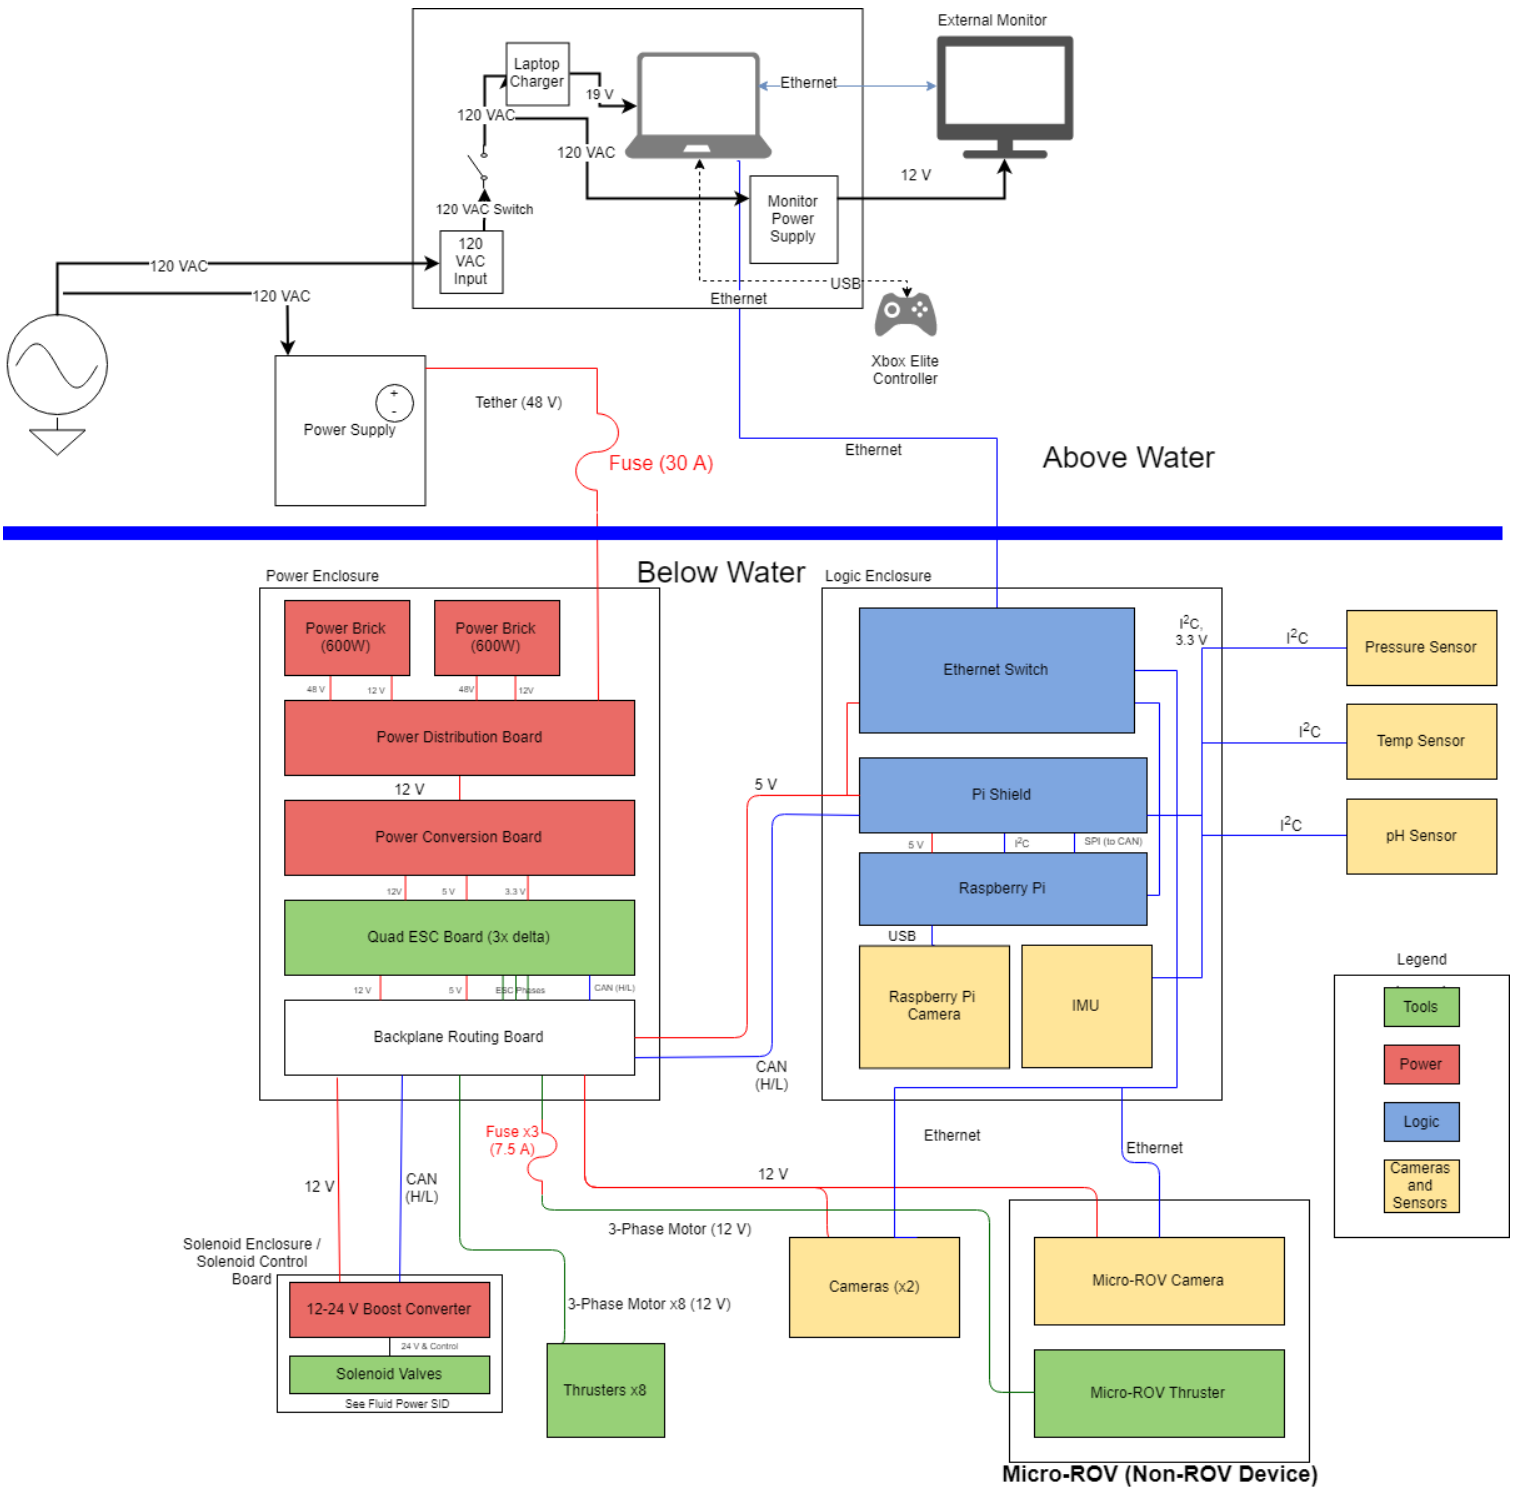 External Monitor
Laptop
Charger
19 V
Ethernet
120 VAC
120 VAC
12 V
120 VAC Switch
Monitor
Power
Supply
120
VAC
Input
120 VAC
120 VAC
USB
Ethernet
Xbox Elite
Controller
+
-
Power Supply
Tether (48 V)
Fuse (30 A)
Ethernet
Above Water
Below Water
Power Enclosure
Logic Enclosure
Power Brick
(600W)
Power Brick
(600W)
48 V
12 V
48V
12V
Power Distribution Board
12 V
Power Conversion Board
12V
5 V
3.3 V
Quad ESC Board (3x delta)
12 V
5 V
ESC Phases
CAN (H/L)
Backplane Routing Board
5 V
CAN
(H/L)
Ethernet Switch
I2C,
3.3 V
Pi Shield
5 V
I2C
SPI (to CAN)
Raspberry Pi
USB
Raspberry Pi
Camera
IMU
I2C
Pressure Sensor
I2C
Temp Sensor
I2C
pH Sensor
Legend
Tools
Power
Logic
Cameras
and
Sensors
Fuse x3
(7.5 A)
Ethernet
Ethernet
12 V
CAN
(H/L)
12 V
3-Phase Motor (12 V)
Solenoid Enclosure /
Solenoid Control
Board
12-24 V Boost Converter
24 V & Control
Solenoid Valves
See Fluid Power SID
3-Phase Motor x8 (12 V)
Thrusters x8
Cameras (x2)
Micro-ROV Camera
Micro-ROV Thruster
Micro-ROV (Non-ROV Device)